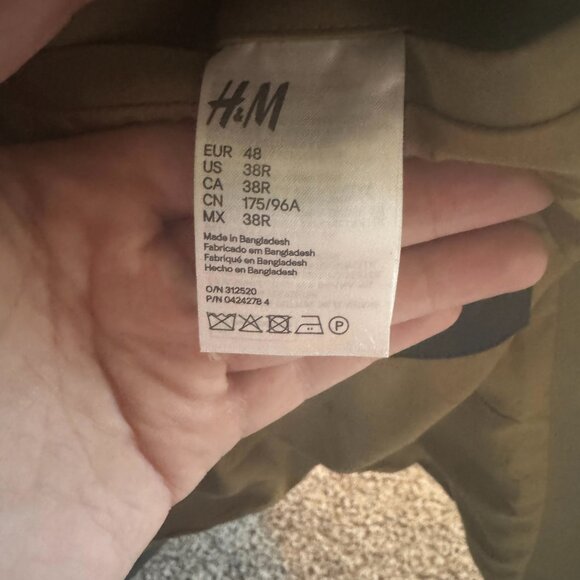 H&M
EUR 48
US 38R
CA 38R
CN 175/96A
MX 38R
Made in Bangladesh
Fabricado em Bangladesh
Fabriqué en Bangladesh
Hecho en Bangladesh
O/N 312520
P/N 0424278 4
P